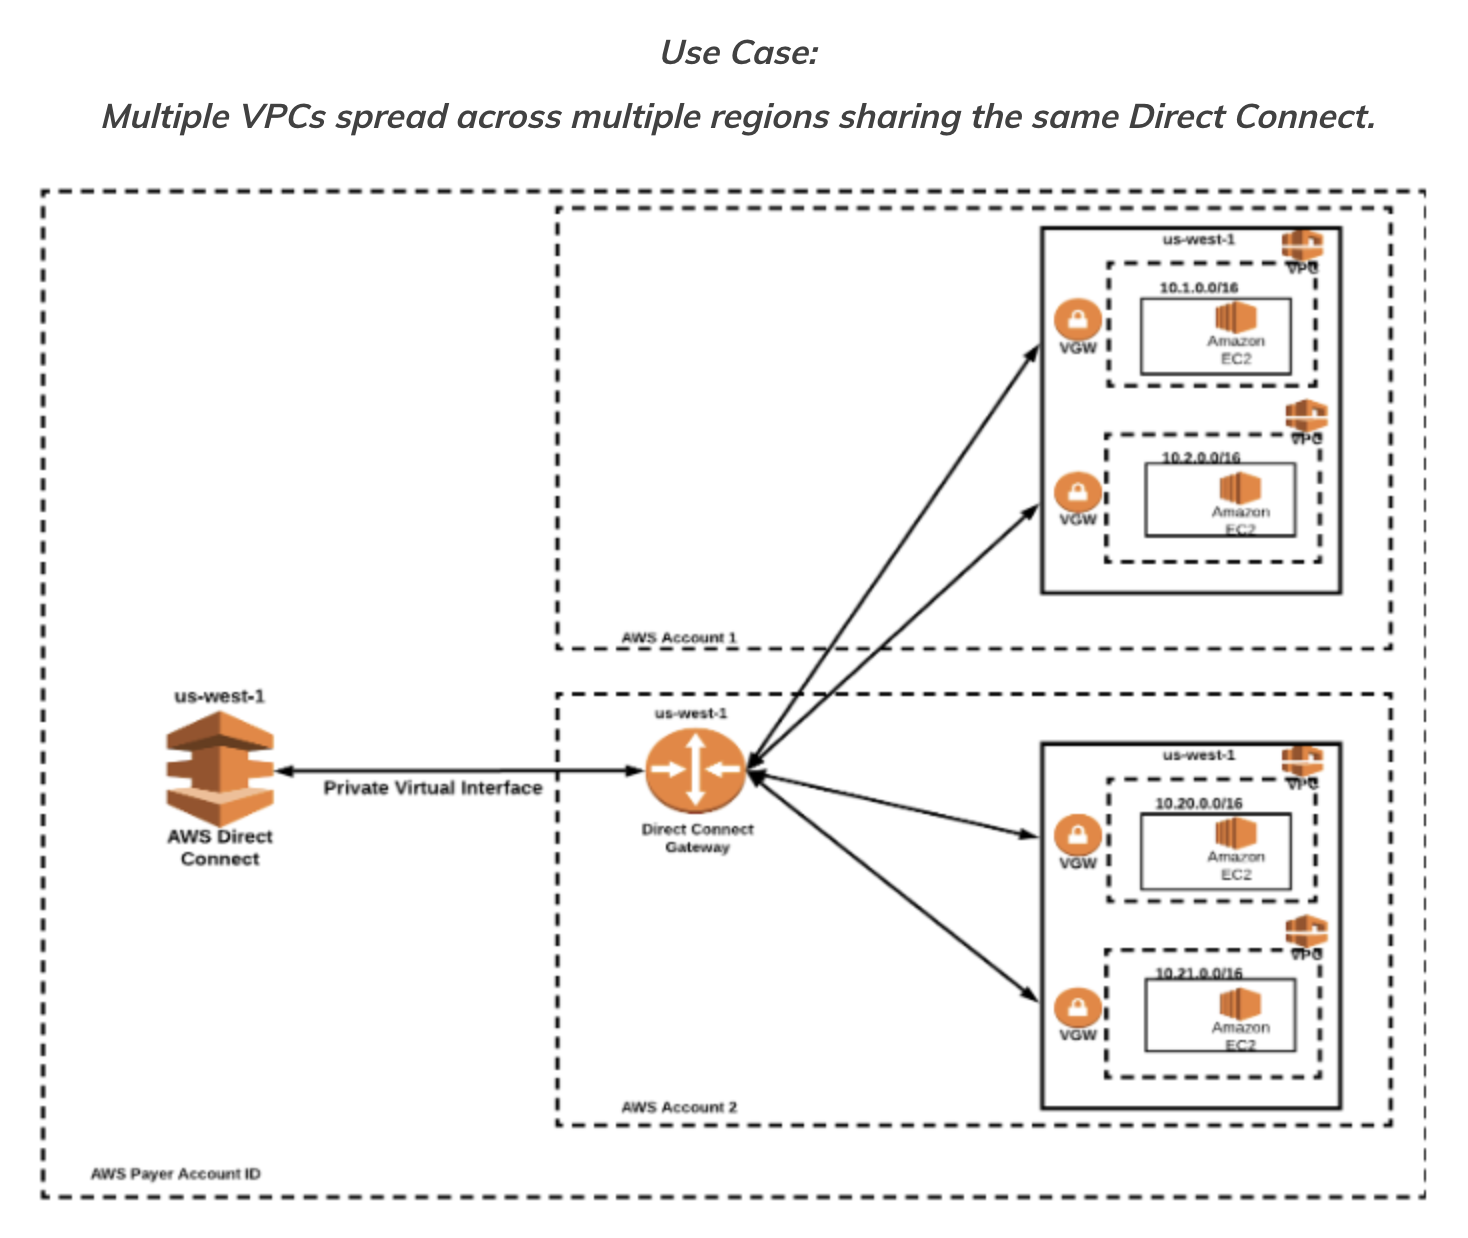 Use Case:
Multiple VPCs spread across multiple regions sharing the same Direct Connect.
us-west-1
VPC
10.1.0.0/16
Amazon
EC2
VGW
VPC
10.2.0.0/16
Amazon
EC2
VGW
AWS Account 1
us-west-1
AWS Direct
Connect
Private Virtual Interface
us-west-1
Direct Connect
Gateway
us-west-1
VPC
10.20.0.0/16
Amazon
EC2
VGW
VPC
10.21.0.0/16
Amazon
EC2
VGW
AWS Account 2
AWS Payer Account ID